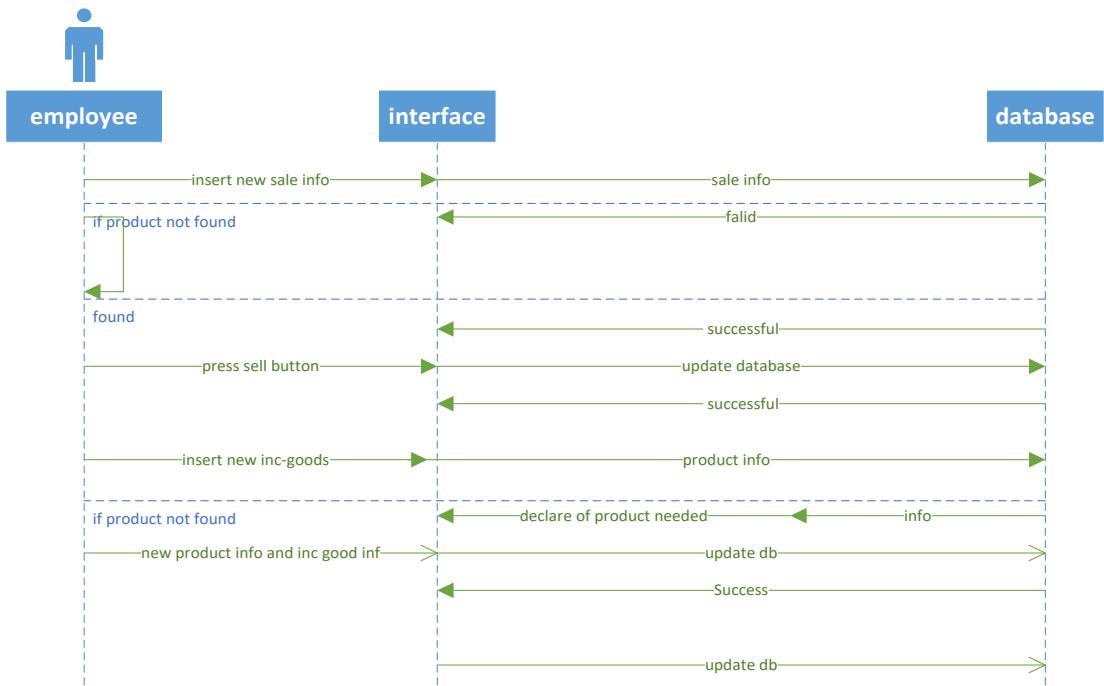 employee
interface
database
insert new sale info
sale info
if product not found
falid
found
successful
press sell button
update database
successful
insert new inc-goods
product info
if product not found
declare of product needed
info
new product info and inc good inf
update db
Success
update db